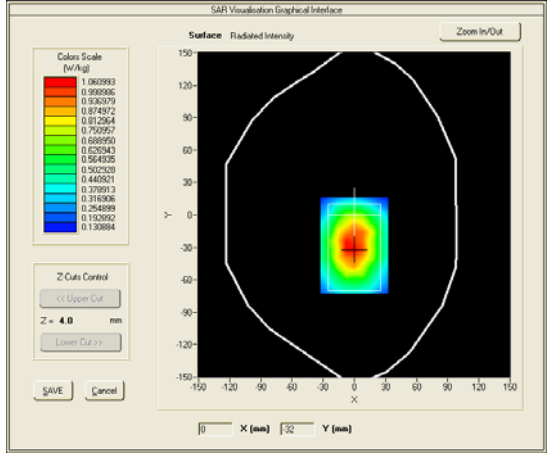 SAR Visualisation Graphical Interface
Surface Radiated Intensity
Zoom In/Out
Colors Scale
(W/kg)
1.060993
0.998986
0.936979
0.874972
0.812964
0.750957
0.688950
0.626943
0.564935
0.502928
0.440921
0.378913
0.316906
0.254899
0.192892
0.130884
Z Cuts Control
<< Upper Cut
Z = 4.0 mm
Lower Cut >>
SAVE
Cancel
150
120
90
60
30
0
-30
-60
-90
-120
-150
Y
-150 -120 -90 -60 -30 0 30 60 90 120 150
X
0 X (mm) -32 Y (mm)